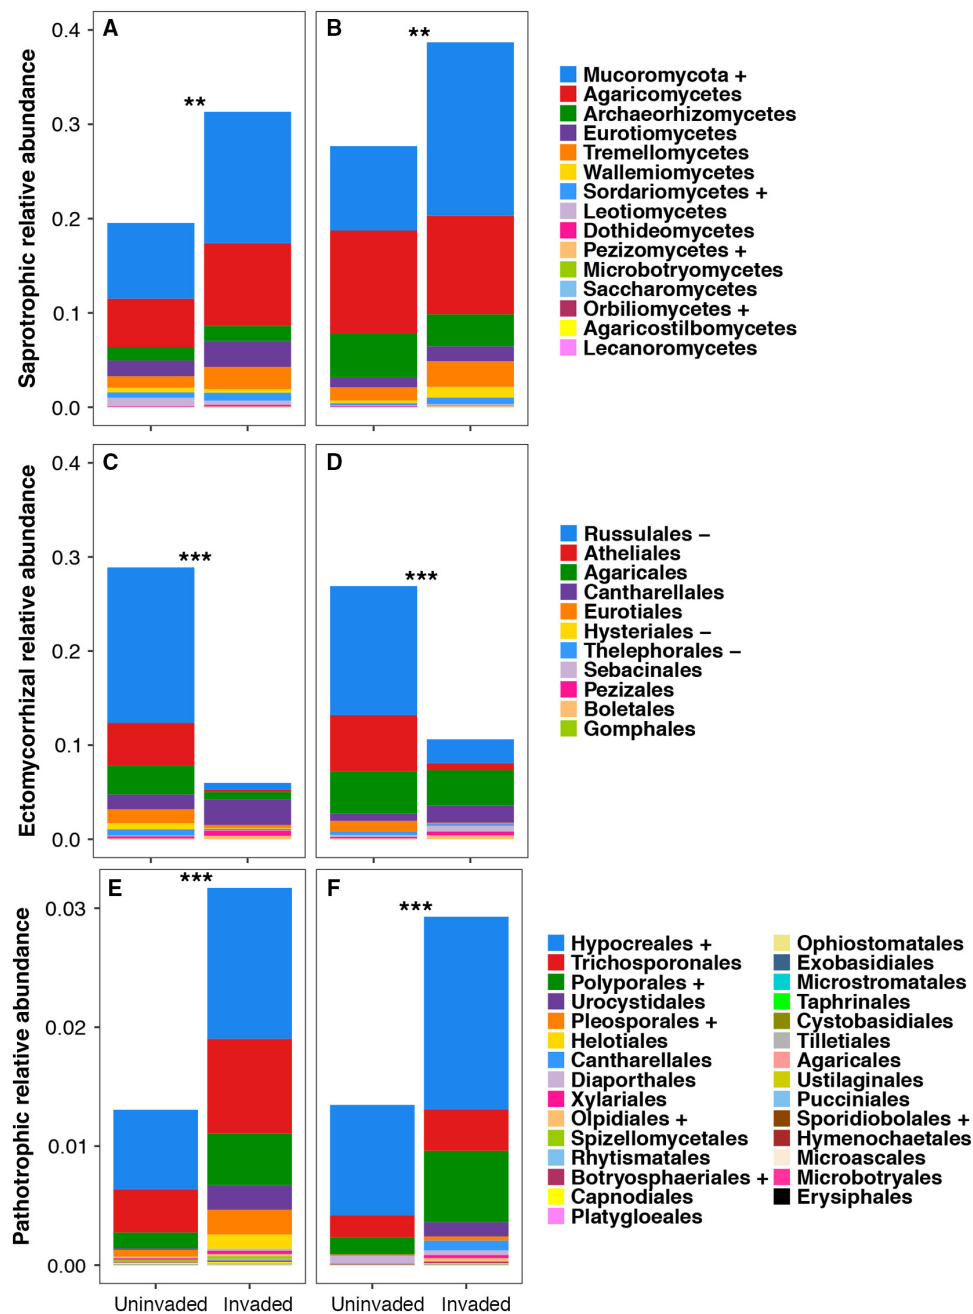 A
B
**
**
Saprotrophic relative abundance
0.4
0.3
0.2
0.1
0.0
Mucoromycota +
Agaricomycetes
Archaeorhizomycetes
Eurotiomycetes
Tremellomycetes
Wallemiomycetes
Sordariomycetes +
Leotiomycetes
Dothideomycetes
Pezizomycetes +
Microbotryomycetes
Saccharomycetes
Orbiliomycetes +
Agaricostilbomycetes
Lecanoromycetes
C
D
***
***
Ectomycorrhizal relative abundance
0.4
0.3
0.2
0.1
0.0
Russulales –
Atheliales
Agaricales
Cantharellales
Eurotiales
Hysteriales –
Thelephorales –
Sebacinales
Pezizales
Boletales
Gomphales
E
F
***
***
Pathotrophic relative abundance
0.03
0.02
0.01
0.00
Uninvaded Invaded
Uninvaded Invaded
Hypocreales +
Trichosporonales
Polyporales +
Urocystidales
Pleosporales +
Helotiales
Cantharellales
Diaporthales
Xylariales
Olpidiales +
Spizellomycetales
Rhytismatales
Botryosphaeriales +
Capnodiales
Platygloeales
Ophiostomatales
Exobasidiales
Microstromatales
Taphrinales
Cystobasidiales
Tilletiales
Agaricales
Ustilaginales
Pucciniales
Sporidiobolales +
Hymenochaetales
Microascales
Microbotryales
Erysiphales